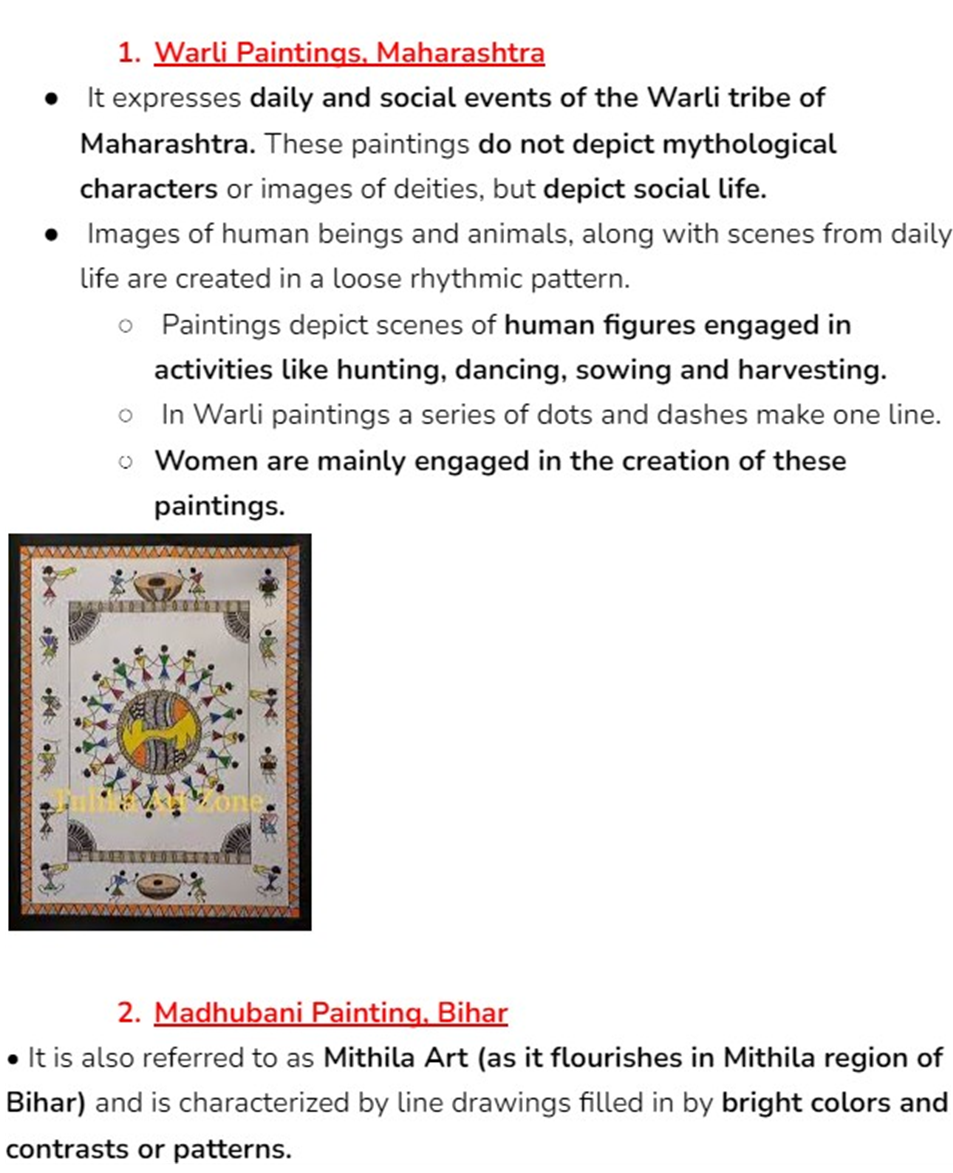 1. Warli Paintings, Maharashtra
● It expresses daily and social events of the Warli tribe of
Maharashtra. These paintings do not depict mythological
characters or images of deities, but depict social life.
● Images of human beings and animals, along with scenes from daily
life are created in a loose rhythmic pattern.
○ Paintings depict scenes of human figures engaged in
activities like hunting, dancing, sowing and harvesting.
○ In Warli paintings a series of dots and dashes make one line.
○ Women are mainly engaged in the creation of these
paintings.
Tulika Art Zone
2. Madhubani Painting, Bihar
• It is also referred to as Mithila Art (as it flourishes in Mithila region of
Bihar) and is characterized by line drawings filled in by bright colors and
contrasts or patterns.